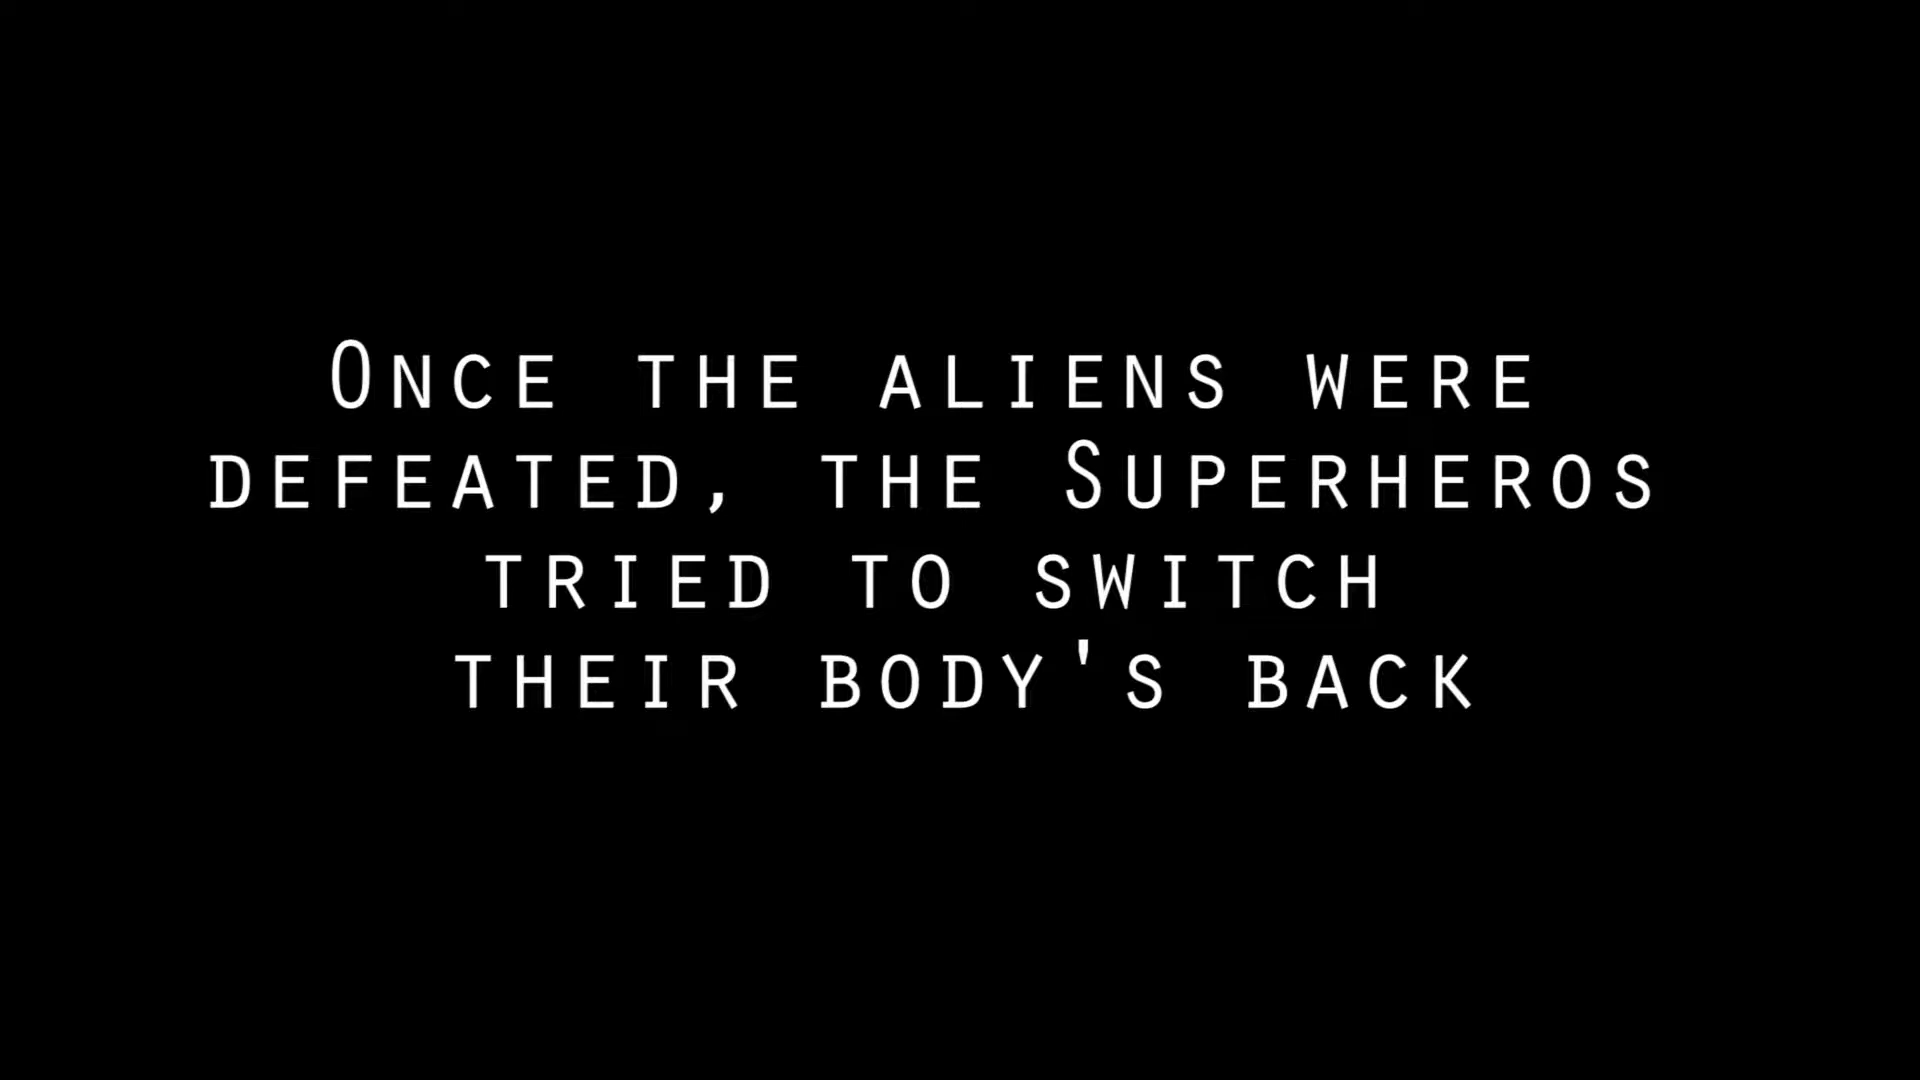 Once the aliens were
defeated, the Superheros
tried to switch
their body's back